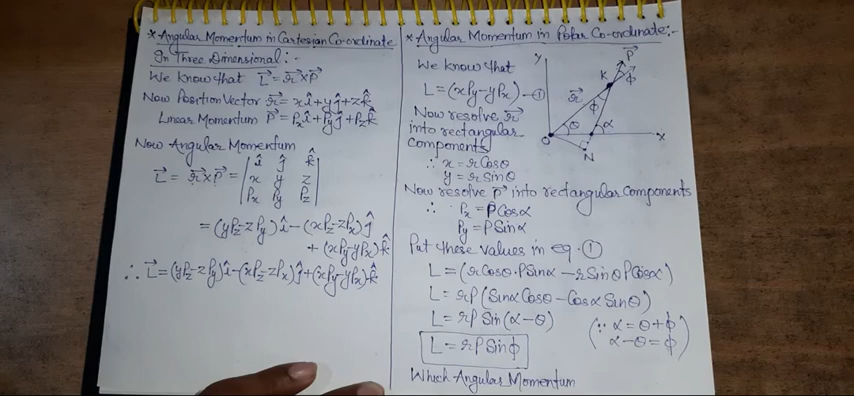 * Angular Momentum in Cartesian Co-ordinate
In Three Dimensional:-
We know that L⃗ = r⃗ × P⃗
Now Position Vector r⃗ = xî + yĵ + zk̂
Linear Momentum P⃗ = Pxî + Pyĵ + Pzk̂
Now Angular Momentum
L⃗ = r⃗ × P⃗ = | î ĵ k̂ |
| x y z |
| Px Py Pz |
= (yPz - zPy)î - (xPz - zPx)ĵ
+ (xPy - yPx)k̂
∴ L⃗ = (yPz - zPy)î - (xPz - zPx)ĵ + (xPy - yPx)k̂
* Angular Momentum in Polar Co-ordinate:-
We know that
L = (xPy - yPx) — ①
Now resolve r⃗
into rectangular
components
∴ x = r Cosθ
y = r Sinθ
y
P⃗
K
r⃗
ϕ
ϕ
θ
α
O
x
N
Now resolve P⃗ into rectangular components
∴ Px = P Cosα
Py = P Sinα
Put these values in eq. ①
L = (r Cosθ · P Sinα - r Sinθ P Cosα)
L = rP (Sinα Cosθ - Cosα Sinθ)
L = rP Sin(α - θ)
(∵ α = θ + ϕ
α - θ = ϕ)
L = rP Sinϕ
Which Angular Momentum